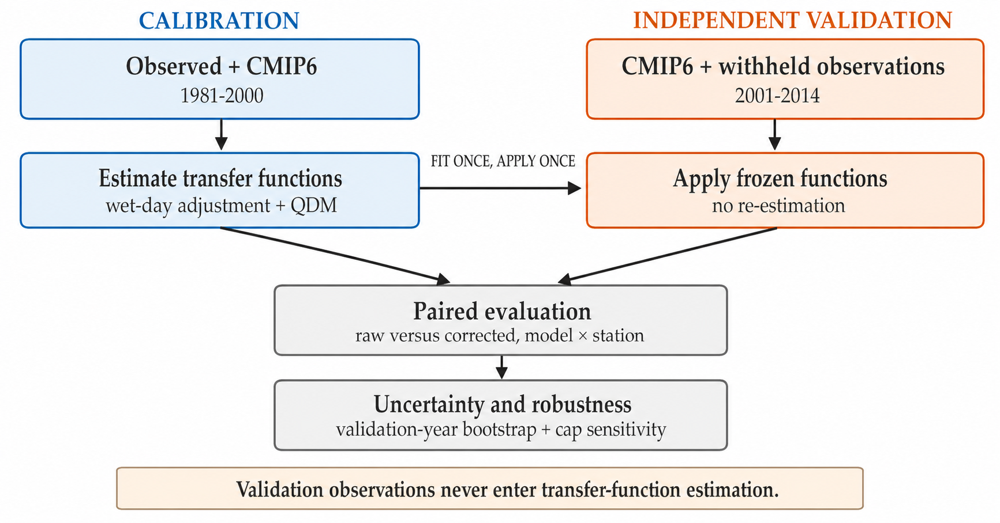 CALIBRATION
Observed + CMIP6
1981-2000
Estimate transfer functions
wet-day adjustment + QDM
FIT ONCE, APPLY ONCE
INDEPENDENT VALIDATION
CMIP6 + withheld observations
2001-2014
Apply frozen functions
no re-estimation
Paired evaluation
raw versus corrected, model × station
Uncertainty and robustness
validation-year bootstrap + cap sensitivity
Validation observations never enter transfer-function estimation.